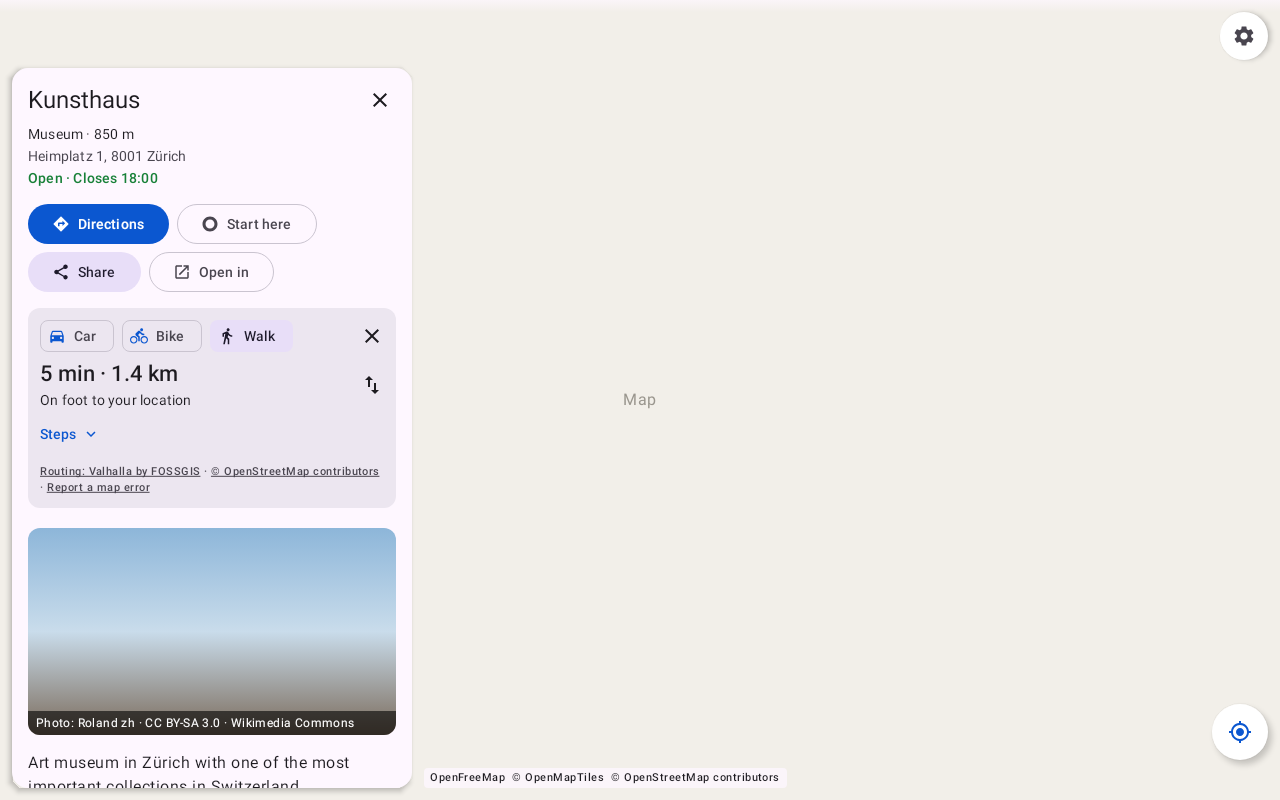 Kunsthaus
Museum · 850 m
Heimplatz 1, 8001 Zürich
Open · Closes 18:00
Directions
Start here
Share
Open in
Car
Bike
Walk
5 min · 1.4 km
On foot to your location
Steps
Routing: Valhalla by FOSSGIS · © OpenStreetMap contributors
· Report a map error
Photo: Roland zh · CC BY-SA 3.0 · Wikimedia Commons
Art museum in Zürich with one of the most
important collections in Switzerland
Map
OpenFreeMap © OpenMapTiles © OpenStreetMap contributors